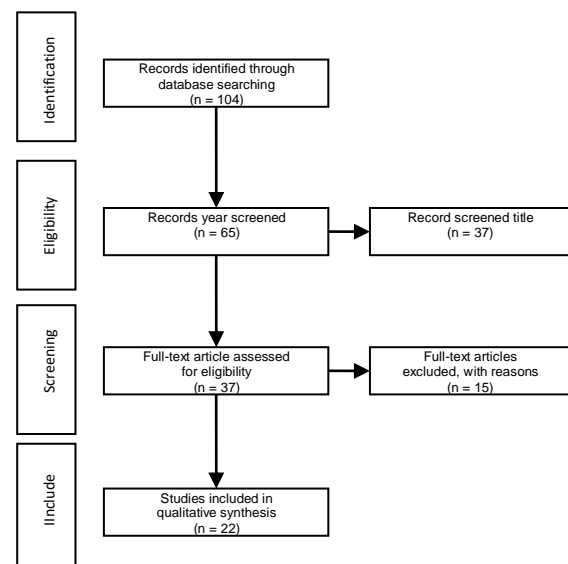 Identification
Records identified through
database searching
(n = 104)
Eligibility
Records year screened
(n = 65)
Record screened title
(n = 37)
Screening
Full-text article assessed
for eligibility
(n = 37)
Full-text articles
excluded, with reasons
(n = 15)
IInclude
Studies included in
qualitative synthesis
(n = 22)